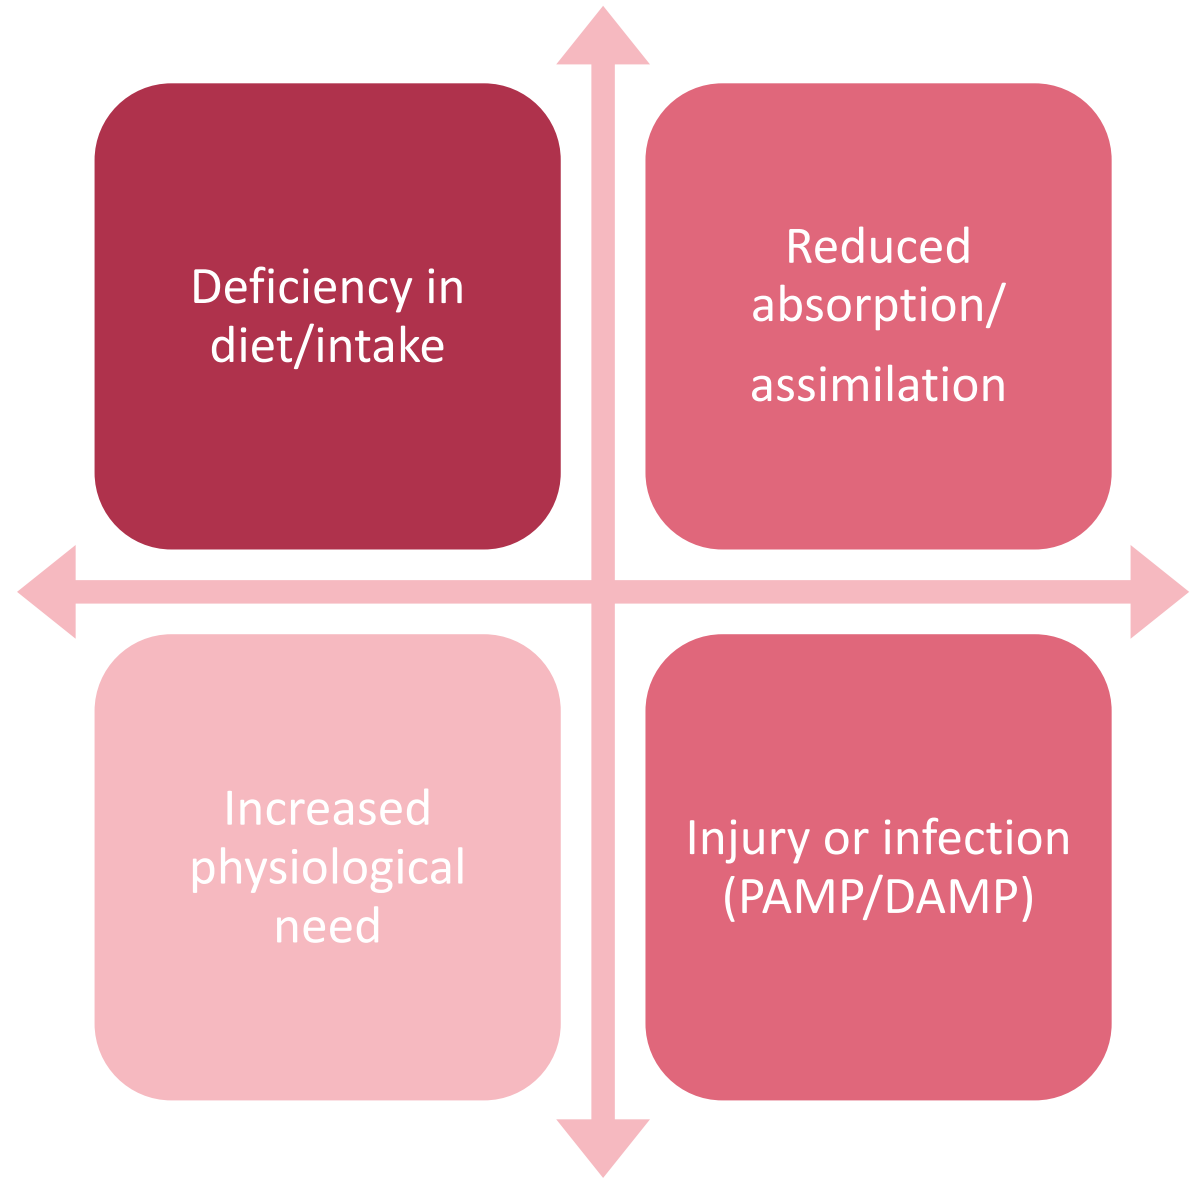 Deficiency in
diet/intake
Reduced
absorption/
assimilation
Increased
physiological
need
Injury or infection
(PAMP/DAMP)